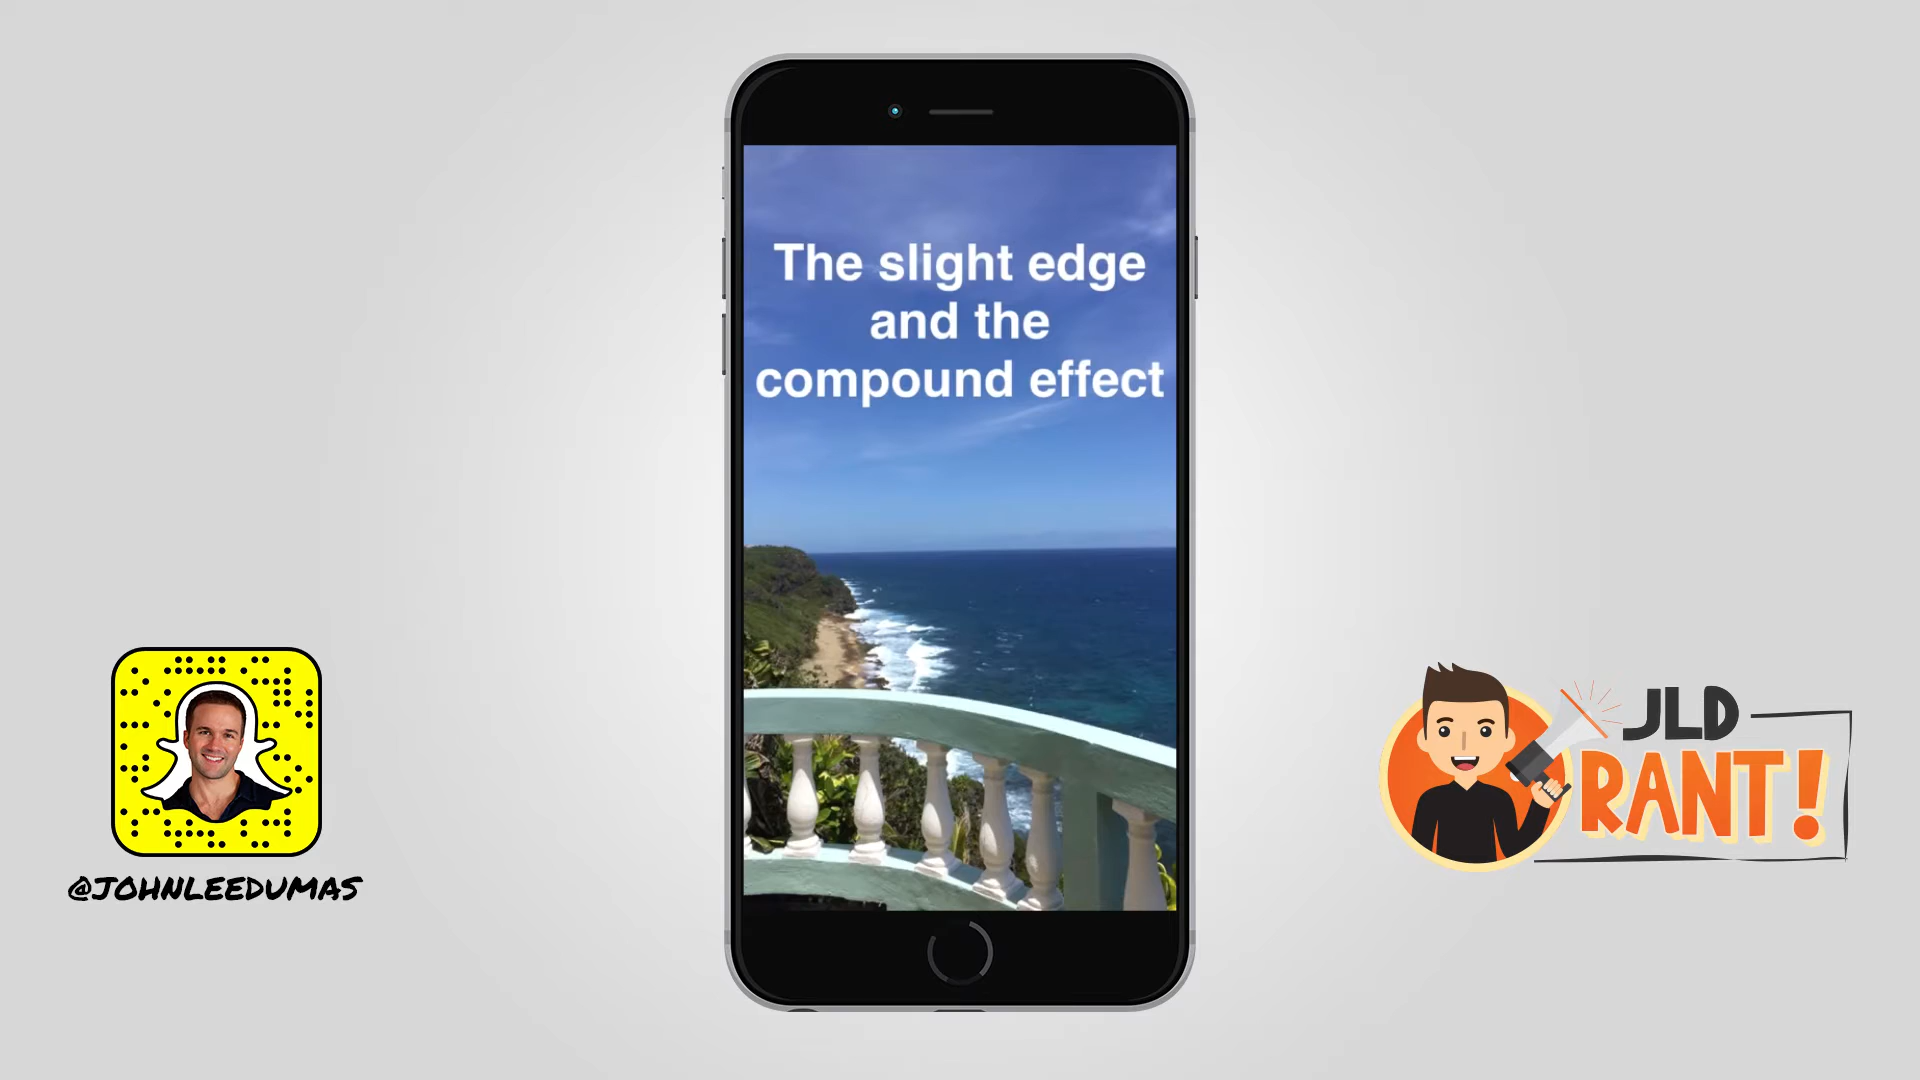 The slight edge
and the
compound effect
@JOHNLEEDUMAS
JLD
RANT!